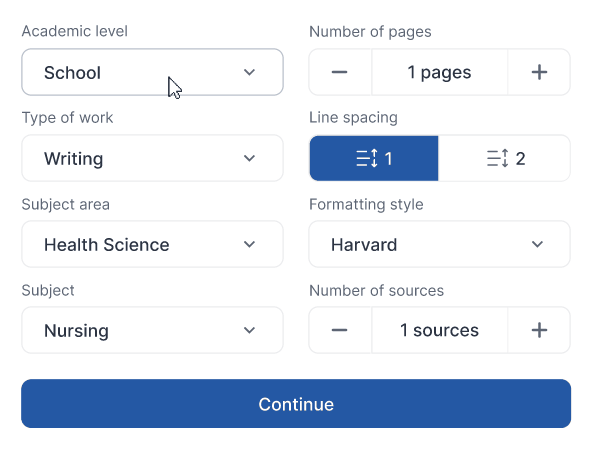 Academic level
Number of pages
School
1 pages
Type of work
Line spacing
Writing
1
2
Subject area
Formatting style
Health Science
Harvard
Subject
Number of sources
Nursing
1 sources
Continue